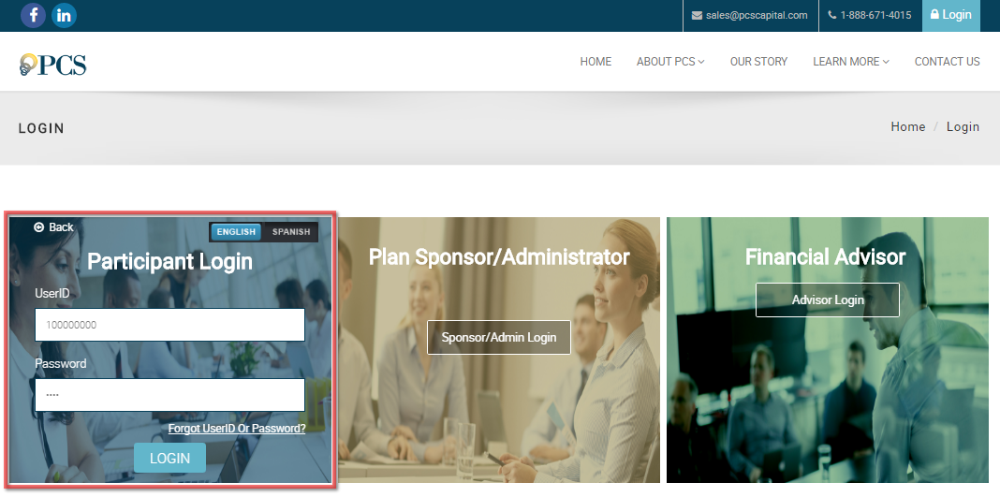 f in sales@pcscapital.com 1-888-671-4015 Login
PCS HOME ABOUT PCS OUR STORY LEARN MORE CONTACT US
LOGIN Home / Login
Back ENGLISH SPANISH
Participant Login
UserID
100000000
Password
····
Forgot UserID Or Password?
LOGIN
Plan Sponsor/Administrator
Sponsor/Admin Login
Financial Advisor
Advisor Login